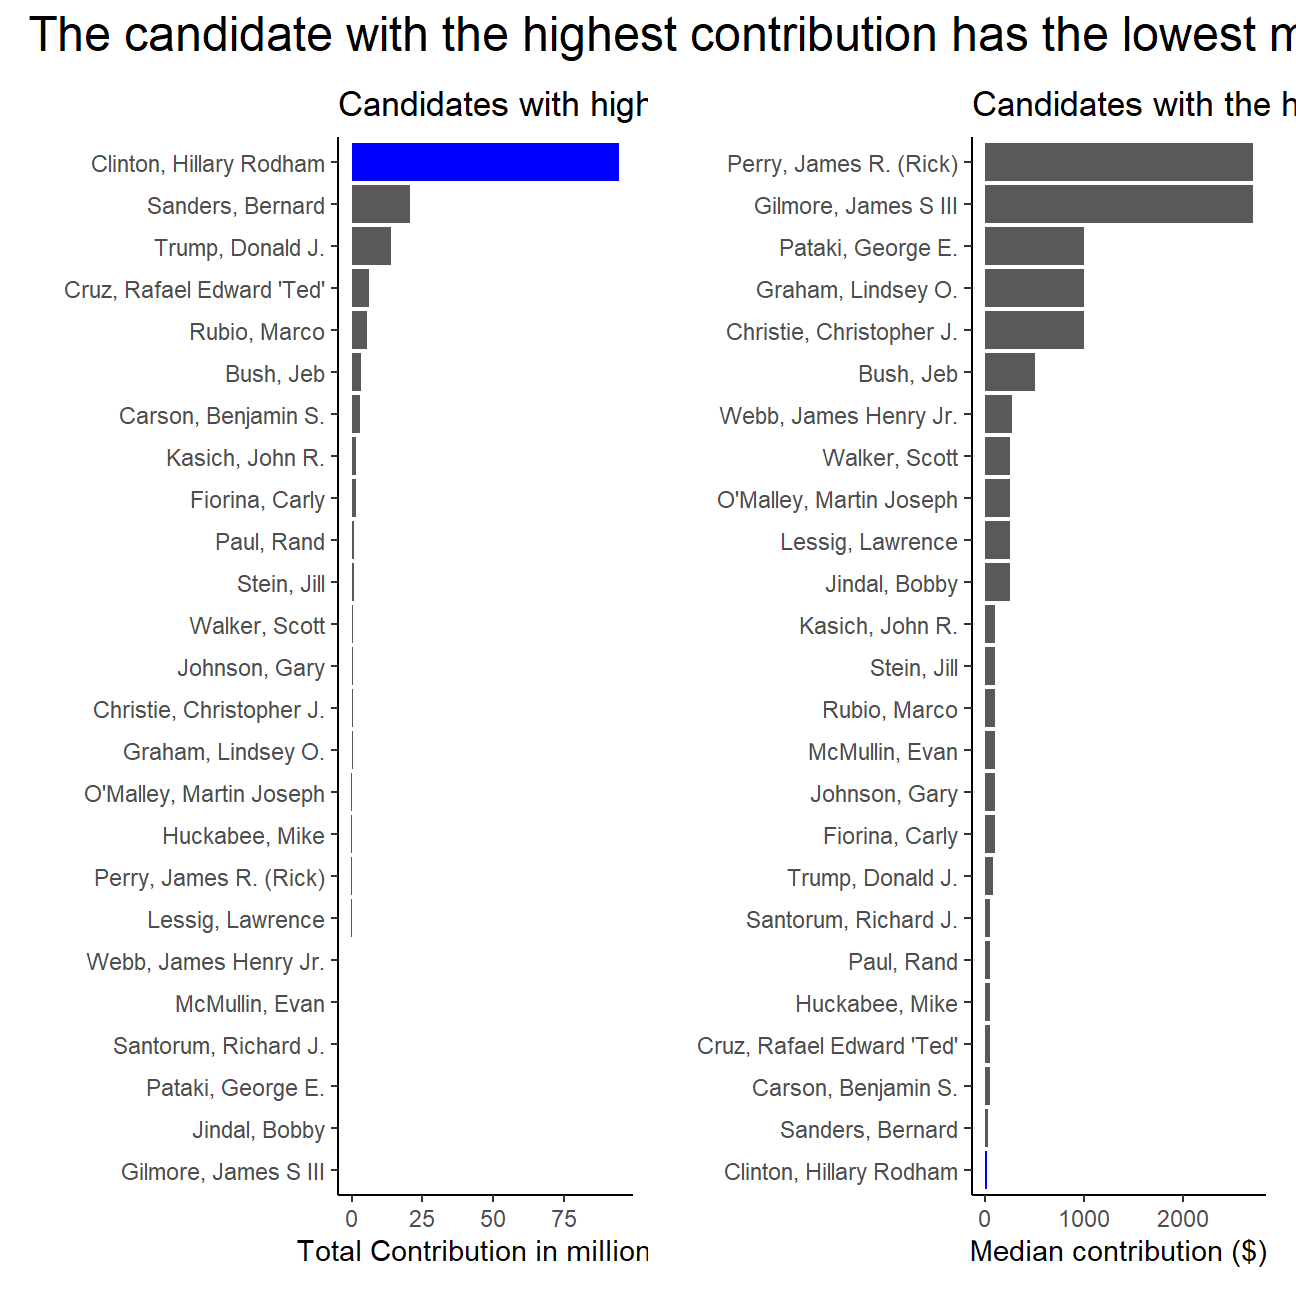 The candidate with the highest contribution has the lowest
Candidates with
Clinton, Hillary Rodham
Sanders, Bernard
Trump, Donald J.
Cruz, Rafael Edward 'Ted'
Rubio, Marco
Bush, Jeb
Carson, Benjamin S.
Kasich, John R.
Fiorina, Carly
Paul, Rand
Stein, Jill
Walker, Scott
Johnson, Gary
Christie, Christopher J.
Graham, Lindsey O.
O'Malley, Martin Joseph
Huckabee, Mike
Perry, James R. (Rick)
Lessig, Lawrence
Webb, James Henry Jr.
McMullin, Evan
Santorum, Richard J.
Pataki, George E.
Jindal, Bobby
Gilmore, James S III
0 25 50 75
Total Contribution in million
Candidates with the
Perry, James R. (Rick)
Gilmore, James S III
Pataki, George E.
Graham, Lindsey O.
Christie, Christopher J.
Bush, Jeb
Webb, James Henry Jr.
Walker, Scott
O'Malley, Martin Joseph
Lessig, Lawrence
Jindal, Bobby
Kasich, John R.
Stein, Jill
Rubio, Marco
McMullin, Evan
Johnson, Gary
Fiorina, Carly
Trump, Donald J.
Santorum, Richard J.
Paul, Rand
Huckabee, Mike
Cruz, Rafael Edward 'Ted'
Carson, Benjamin S.
Sanders, Bernard
Clinton, Hillary Rodham
0 1000 2000
Median contribution ($)